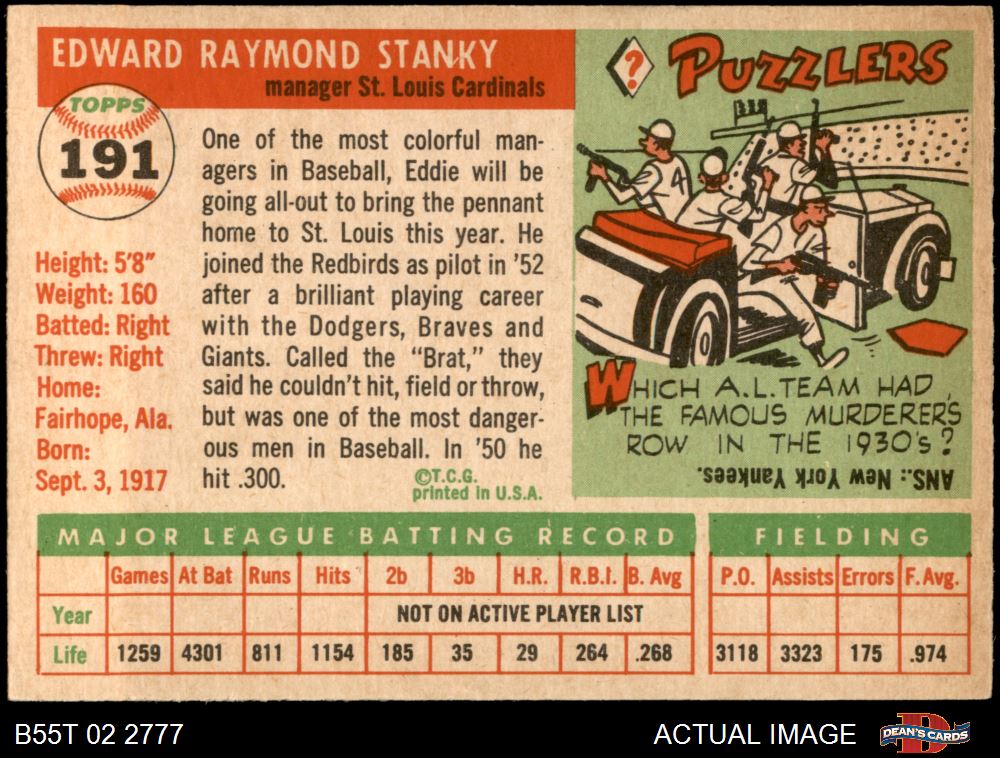 EDWARD RAYMOND STANKY
manager St. Louis Cardinals
TOPPS
191
Height: 5'8"
Weight: 160
Batted: Right
Threw: Right
Home:
Fairhope, Ala.
Born:
Sept. 3, 1917
One of the most colorful man-
agers in Baseball, Eddie will be
going all-out to bring the pennant
home to St. Louis this year. He
joined the Redbirds as pilot in '52
after a brilliant playing career
with the Dodgers, Braves and
Giants. Called the "Brat," they
said he couldn't hit, field or throw,
but was one of the most danger-
ous men in Baseball. In '50 he
hit .300.
©T.C.G.
printed in U.S.A.
? PUZZLERS
4
WHICH A.L. TEAM HAD
THE FAMOUS MURDERER'S
ROW IN THE 1930's?
ANS.: New York Yankees.
MAJOR LEAGUE BATTING RECORD FIELDING
Games At Bat Runs Hits 2b 3b H.R. R.B.I. B. Avg P.O. Assists Errors F. Avg.
Year NOT ON ACTIVE PLAYER LIST
Life 1259 4301 811 1154 185 35 29 264 .268 3118 3323 175 .974
B55T 02 2777 ACTUAL IMAGE D DEAN'S CARDS